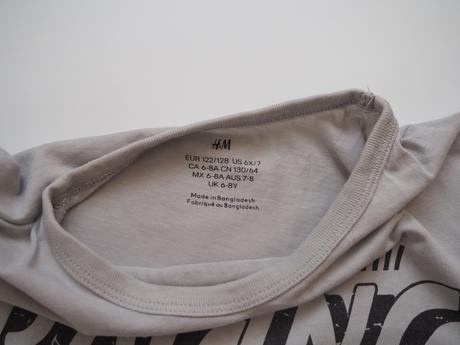 H&M
EUR 122/128 US 6X/7
CA 6-8A CN 130/64
MX 6-8A AUS 7-8
UK 6-8Y
Made in Bangladesh
Fabriqué au Bangladesh